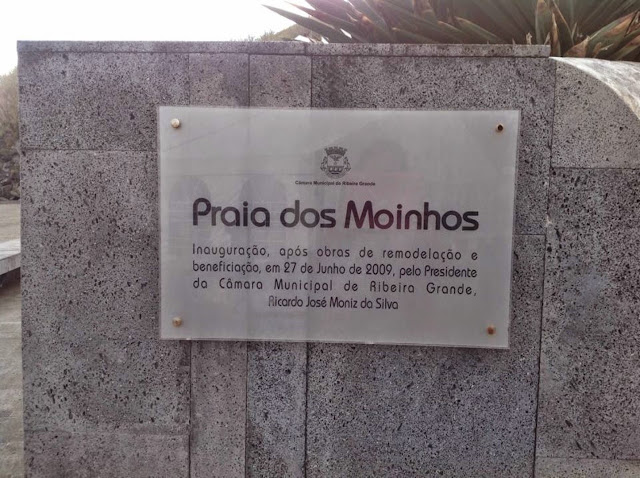 Câmara Municipal de Ribeira Grande
Praia dos Moinhos
Inauguração, após obras de remodelação e
beneficiação, em 27 de Junho de 2009, pelo Presidente
da Câmara Municipal de Ribeira Grande,
Ricardo José Moniz da Silva